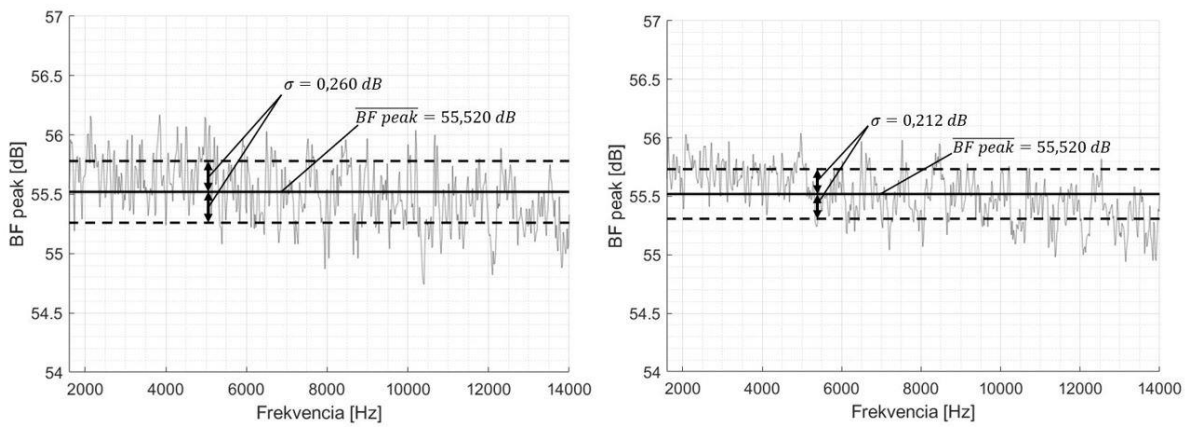 57
56.5
56
55.5
55
54.5
54
BF peak [dB]
σ = 0,260 dB
BF peak = 55,520 dB
2000 4000 6000 8000 10000 12000 14000
Frekvencia [Hz]
57
56.5
56
55.5
55
54.5
54
BF peak [dB]
σ = 0,212 dB
BF peak = 55,520 dB
2000 4000 6000 8000 10000 12000 14000
Frekvencia [Hz]